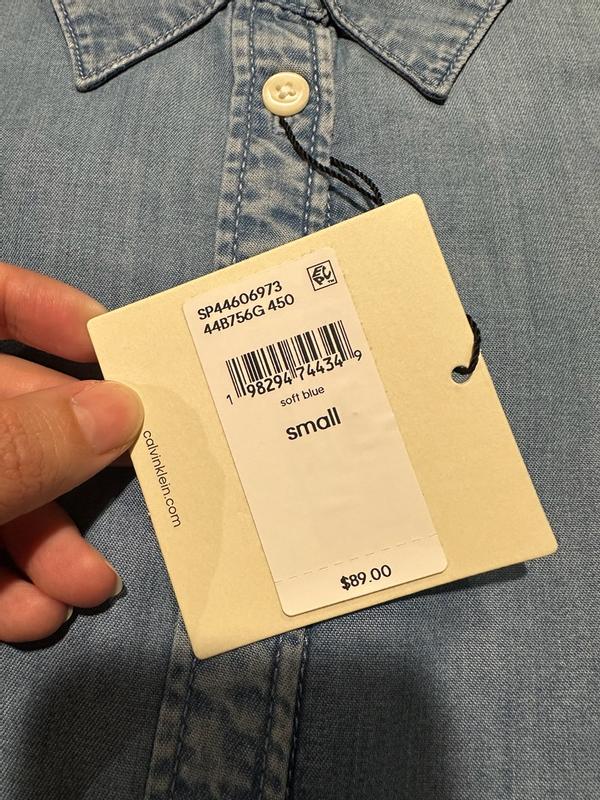 SP44606973
44B756G 450
1 98294 74434 9
soft blue
small
$89.00
calvinklein.com